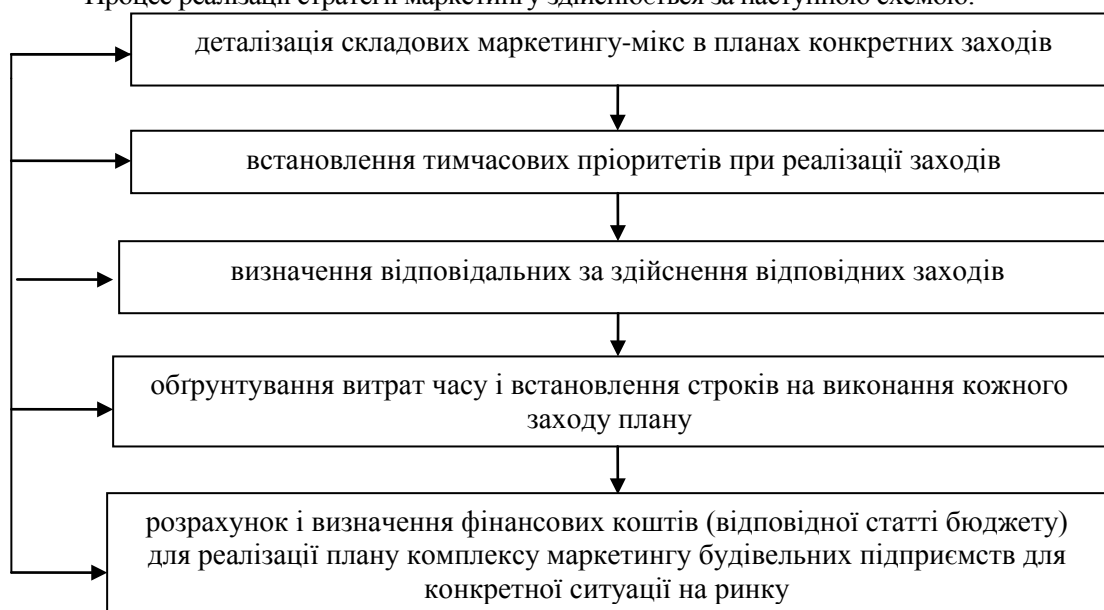 Процес реалізації стратегії маркетингу здійснюється за наступною схемою:
деталізація складових маркетингу-мікс в планах конкретних заходів
встановлення тимчасових пріоритетів при реалізації заходів
визначення відповідальних за здійснення відповідних заходів
обґрунтування витрат часу і встановлення строків на виконання кожного
заходу плану
розрахунок і визначення фінансових коштів (відповідної статті бюджету)
для реалізації плану комплексу маркетингу будівельних підприємств для
конкретної ситуації на ринку